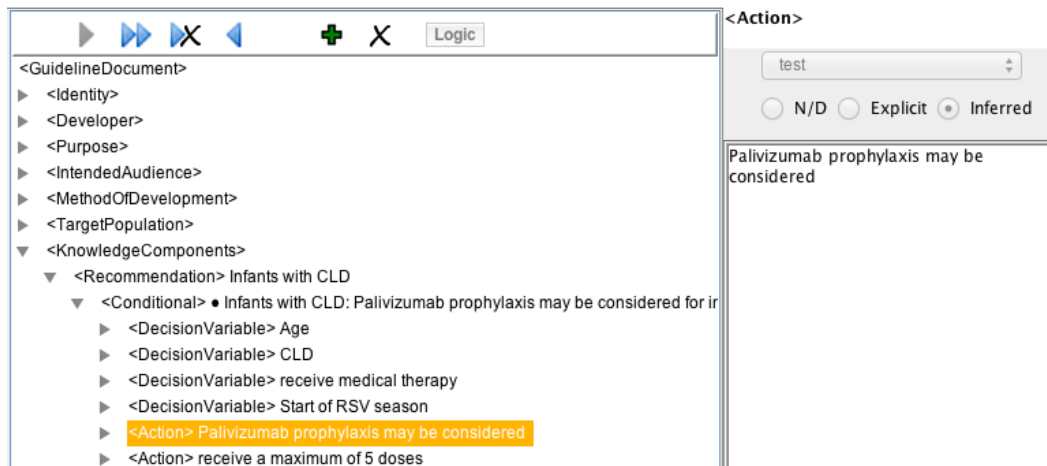 Logic
<GuidelineDocument>
<Identity>
<Developer>
<Purpose>
<IntendedAudience>
<MethodOfDevelopment>
<TargetPopulation>
<KnowledgeComponents>
<Recommendation> Infants with CLD
<Conditional> ● Infants with CLD: Palivizumab prophylaxis may be considered for ir
<DecisionVariable> Age
<DecisionVariable> CLD
<DecisionVariable> receive medical therapy
<DecisionVariable> Start of RSV season
<Action> Palivizumab prophylaxis may be considered
<Action> receive a maximum of 5 doses
<Action>
test
N/D Explicit Inferred
Palivizumab prophylaxis may be
considered